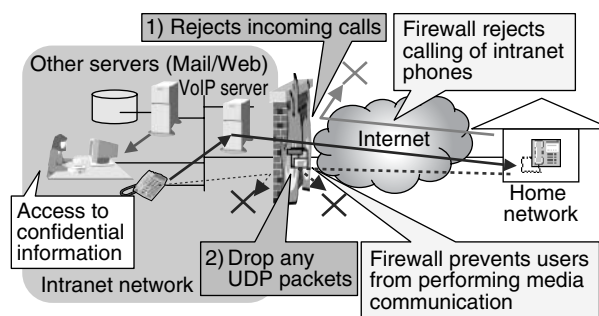 1) Rejects incoming calls
Firewall rejects
calling of intranet
phones
Other servers (Mail/Web)
VoIP server
Internet
Home
network
Access to
confidential
information
2) Drop any
UDP packets
Intranet network
Firewall prevents users
from performing media
communication